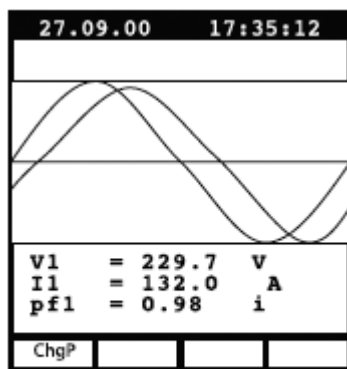 27.09.00 17:35:12
V1 = 229.7 V
I1 = 132.0 A
pf1 = 0.98 i
ChgP